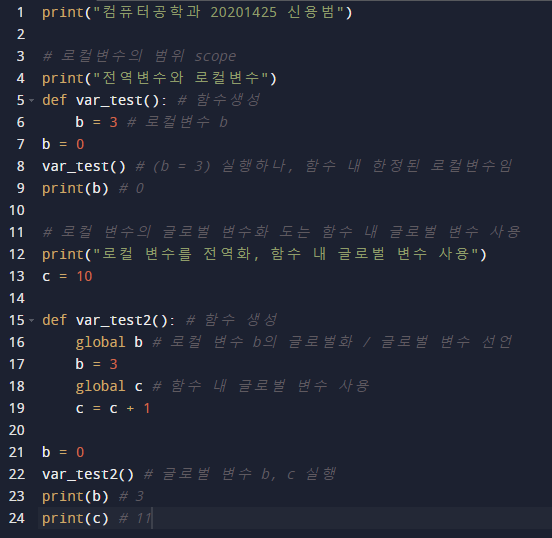 1 print("컴퓨터공학과 20201425 신용범")
2
3 # 로컬변수의 범위 scope
4 print("전역변수와 로컬변수")
5 def var_test(): # 함수생성
6     b = 3 # 로컬변수 b
7 b = 0
8 var_test() # (b = 3) 실행하나, 함수 내 한정된 로컬변수임
9 print(b) # 0
10
11 # 로컬 변수의 글로벌 변수화 도는 함수 내 글로벌 변수 사용
12 print("로컬 변수를 전역화, 함수 내 글로벌 변수 사용")
13 c = 10
14
15 def var_test2(): # 함수 생성
16     global b # 로컬 변수 b의 글로벌화 / 글로벌 변수 선언
17     b = 3
18     global c # 함수 내 글로벌 변수 사용
19     c = c + 1
20
21 b = 0
22 var_test2() # 글로벌 변수 b, c 실행
23 print(b) # 3
24 print(c) # 11